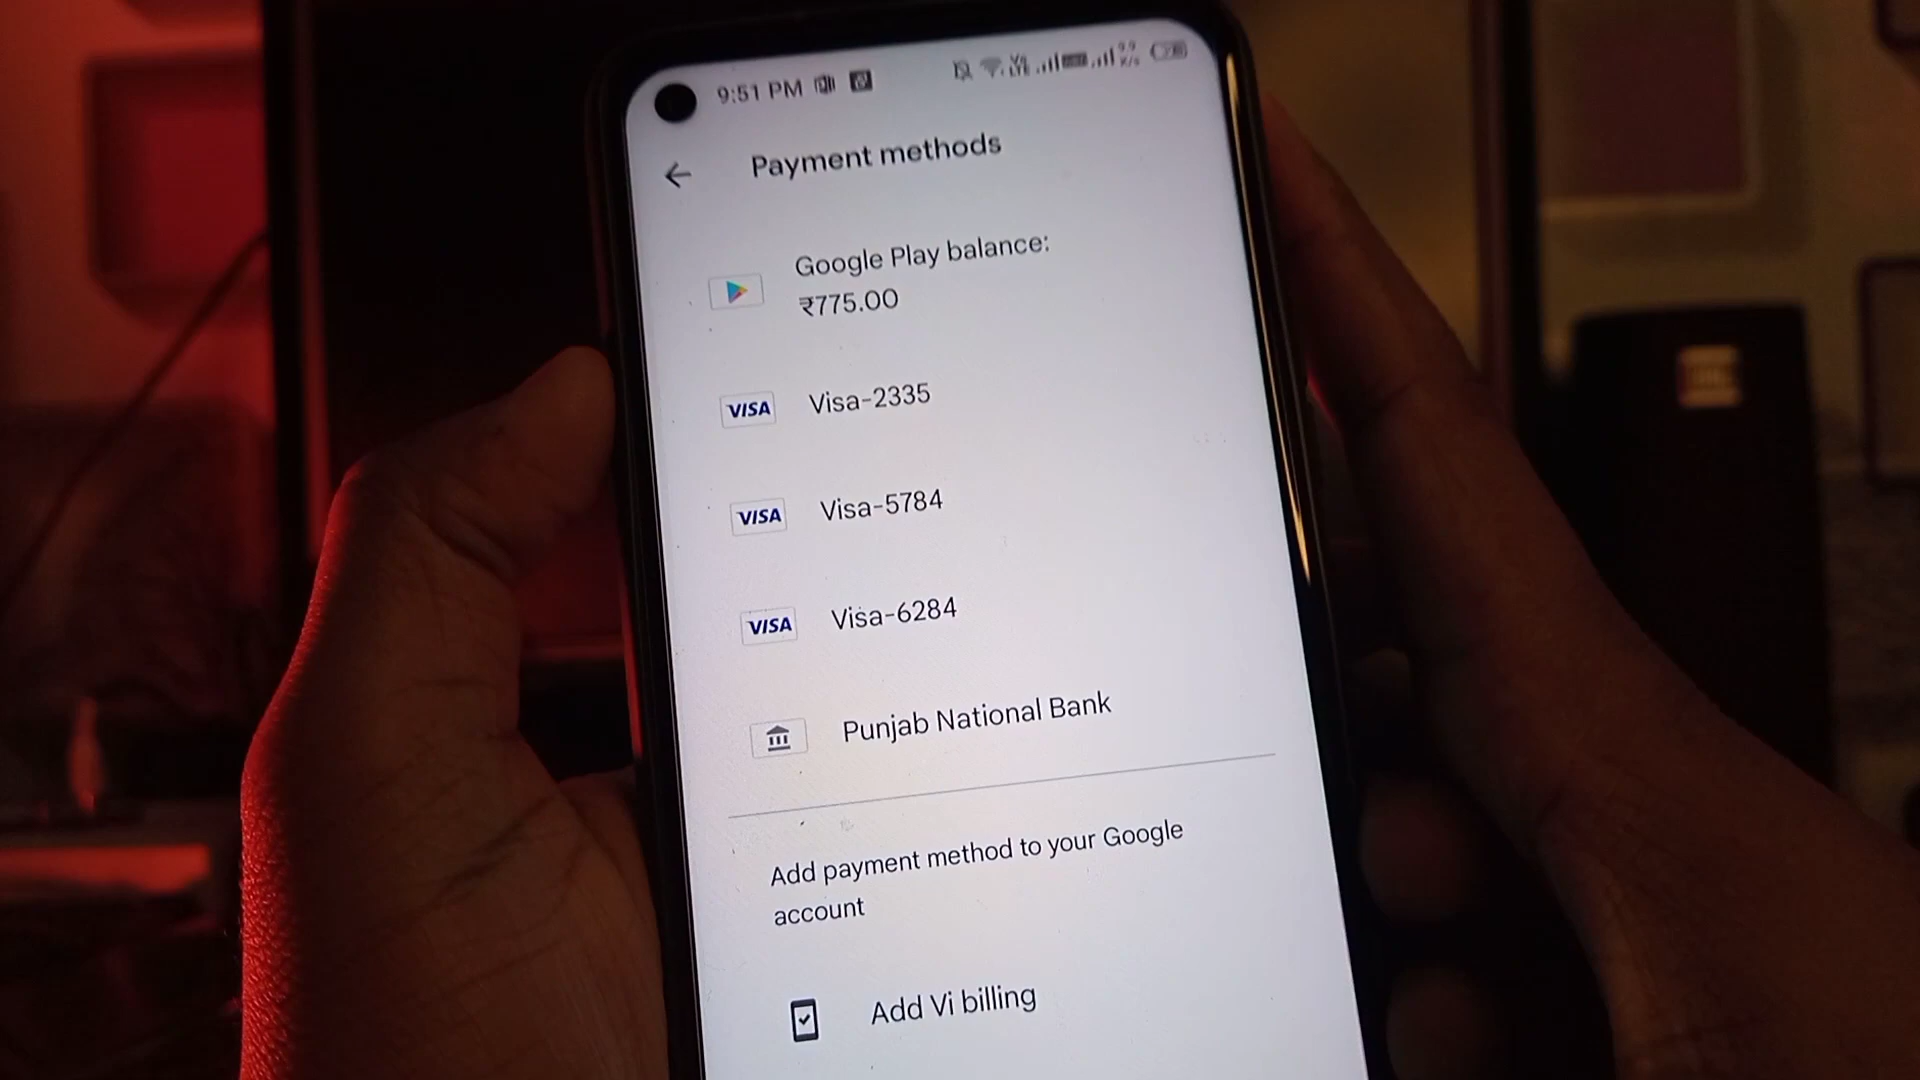 9:51 PM
Payment methods
Google Play balance:
₹775.00
VISA Visa-2335
VISA Visa-5784
VISA Visa-6284
Punjab National Bank
Add payment method to your Google
account
Add Vi billing